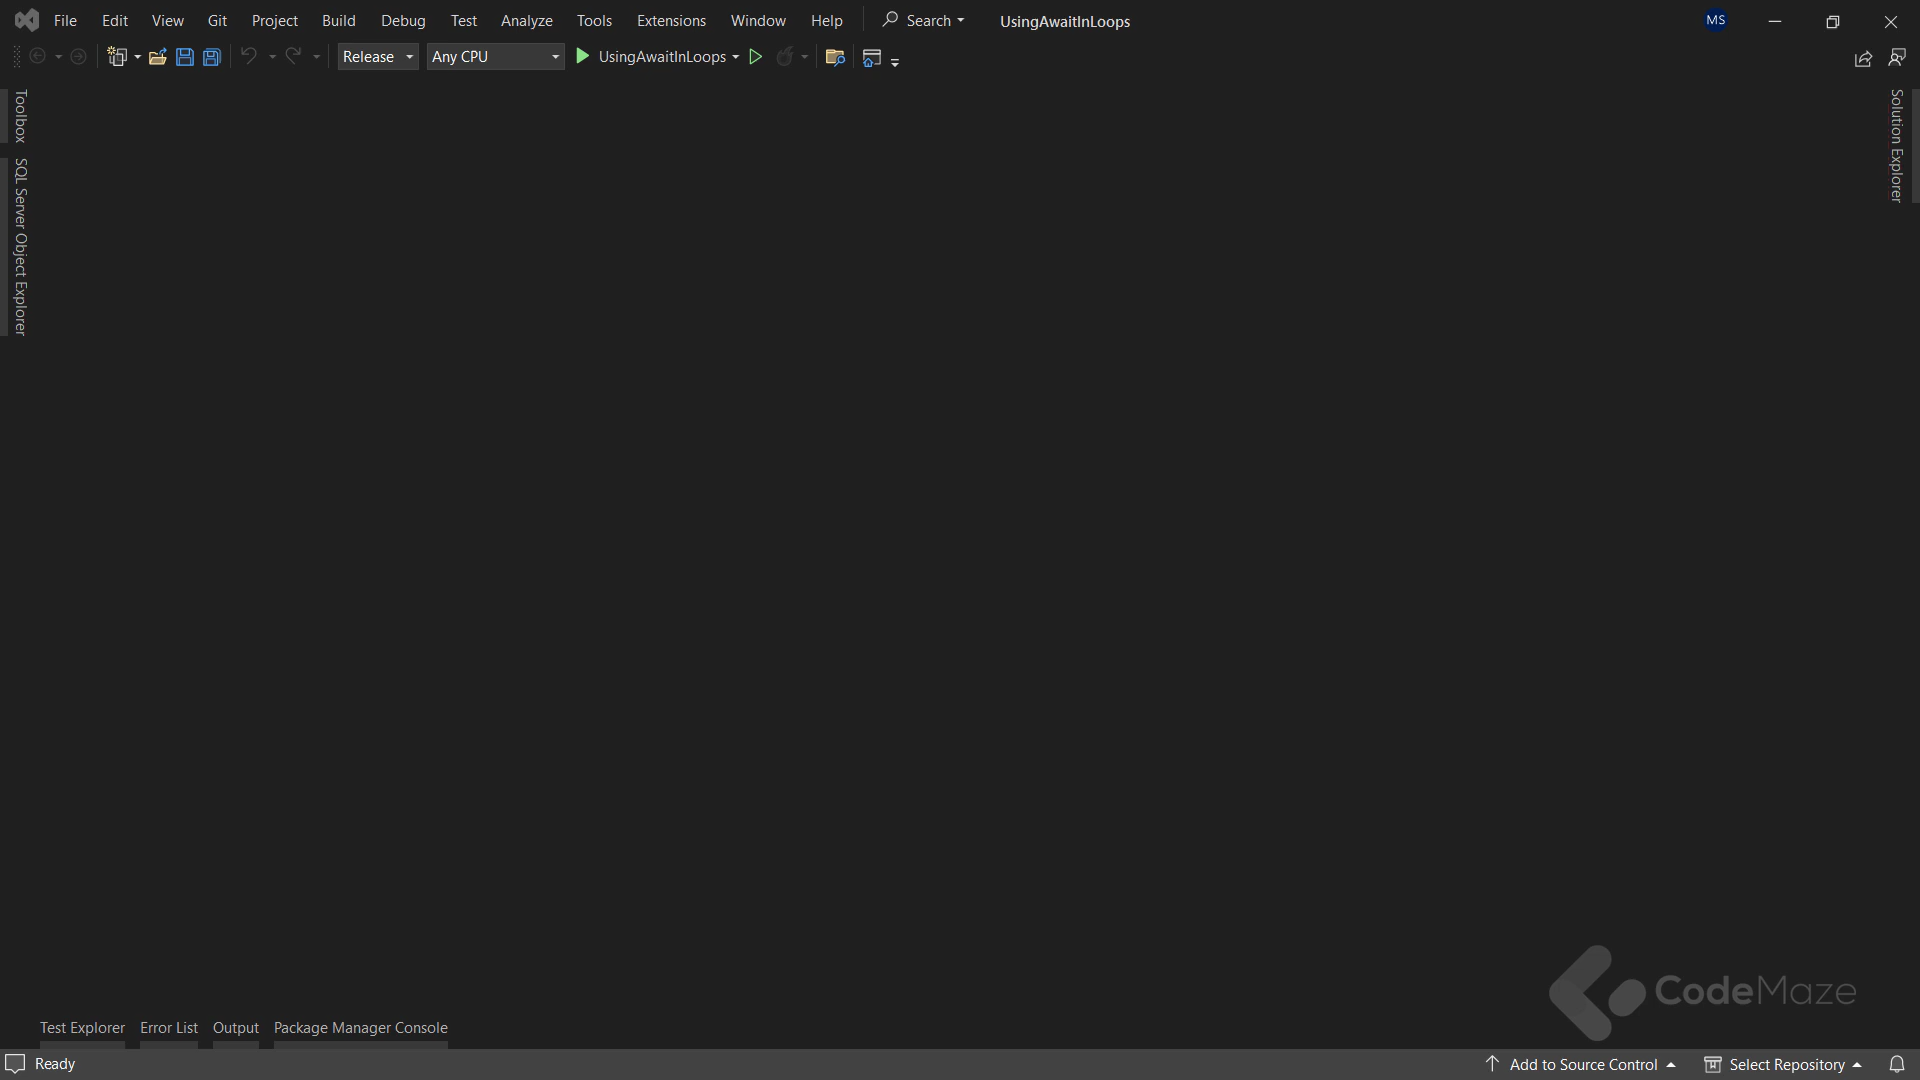 File Edit View Git Project Build Debug Test Analyze Tools Extensions Window Help Search UsingAwaitInLoops MS
Release Any CPU UsingAwaitInLoops
Toolbox
SQL Server Object Explorer
Solution Explorer
CodeMaze
Test Explorer Error List Output Package Manager Console
Ready Add to Source Control Select Repository